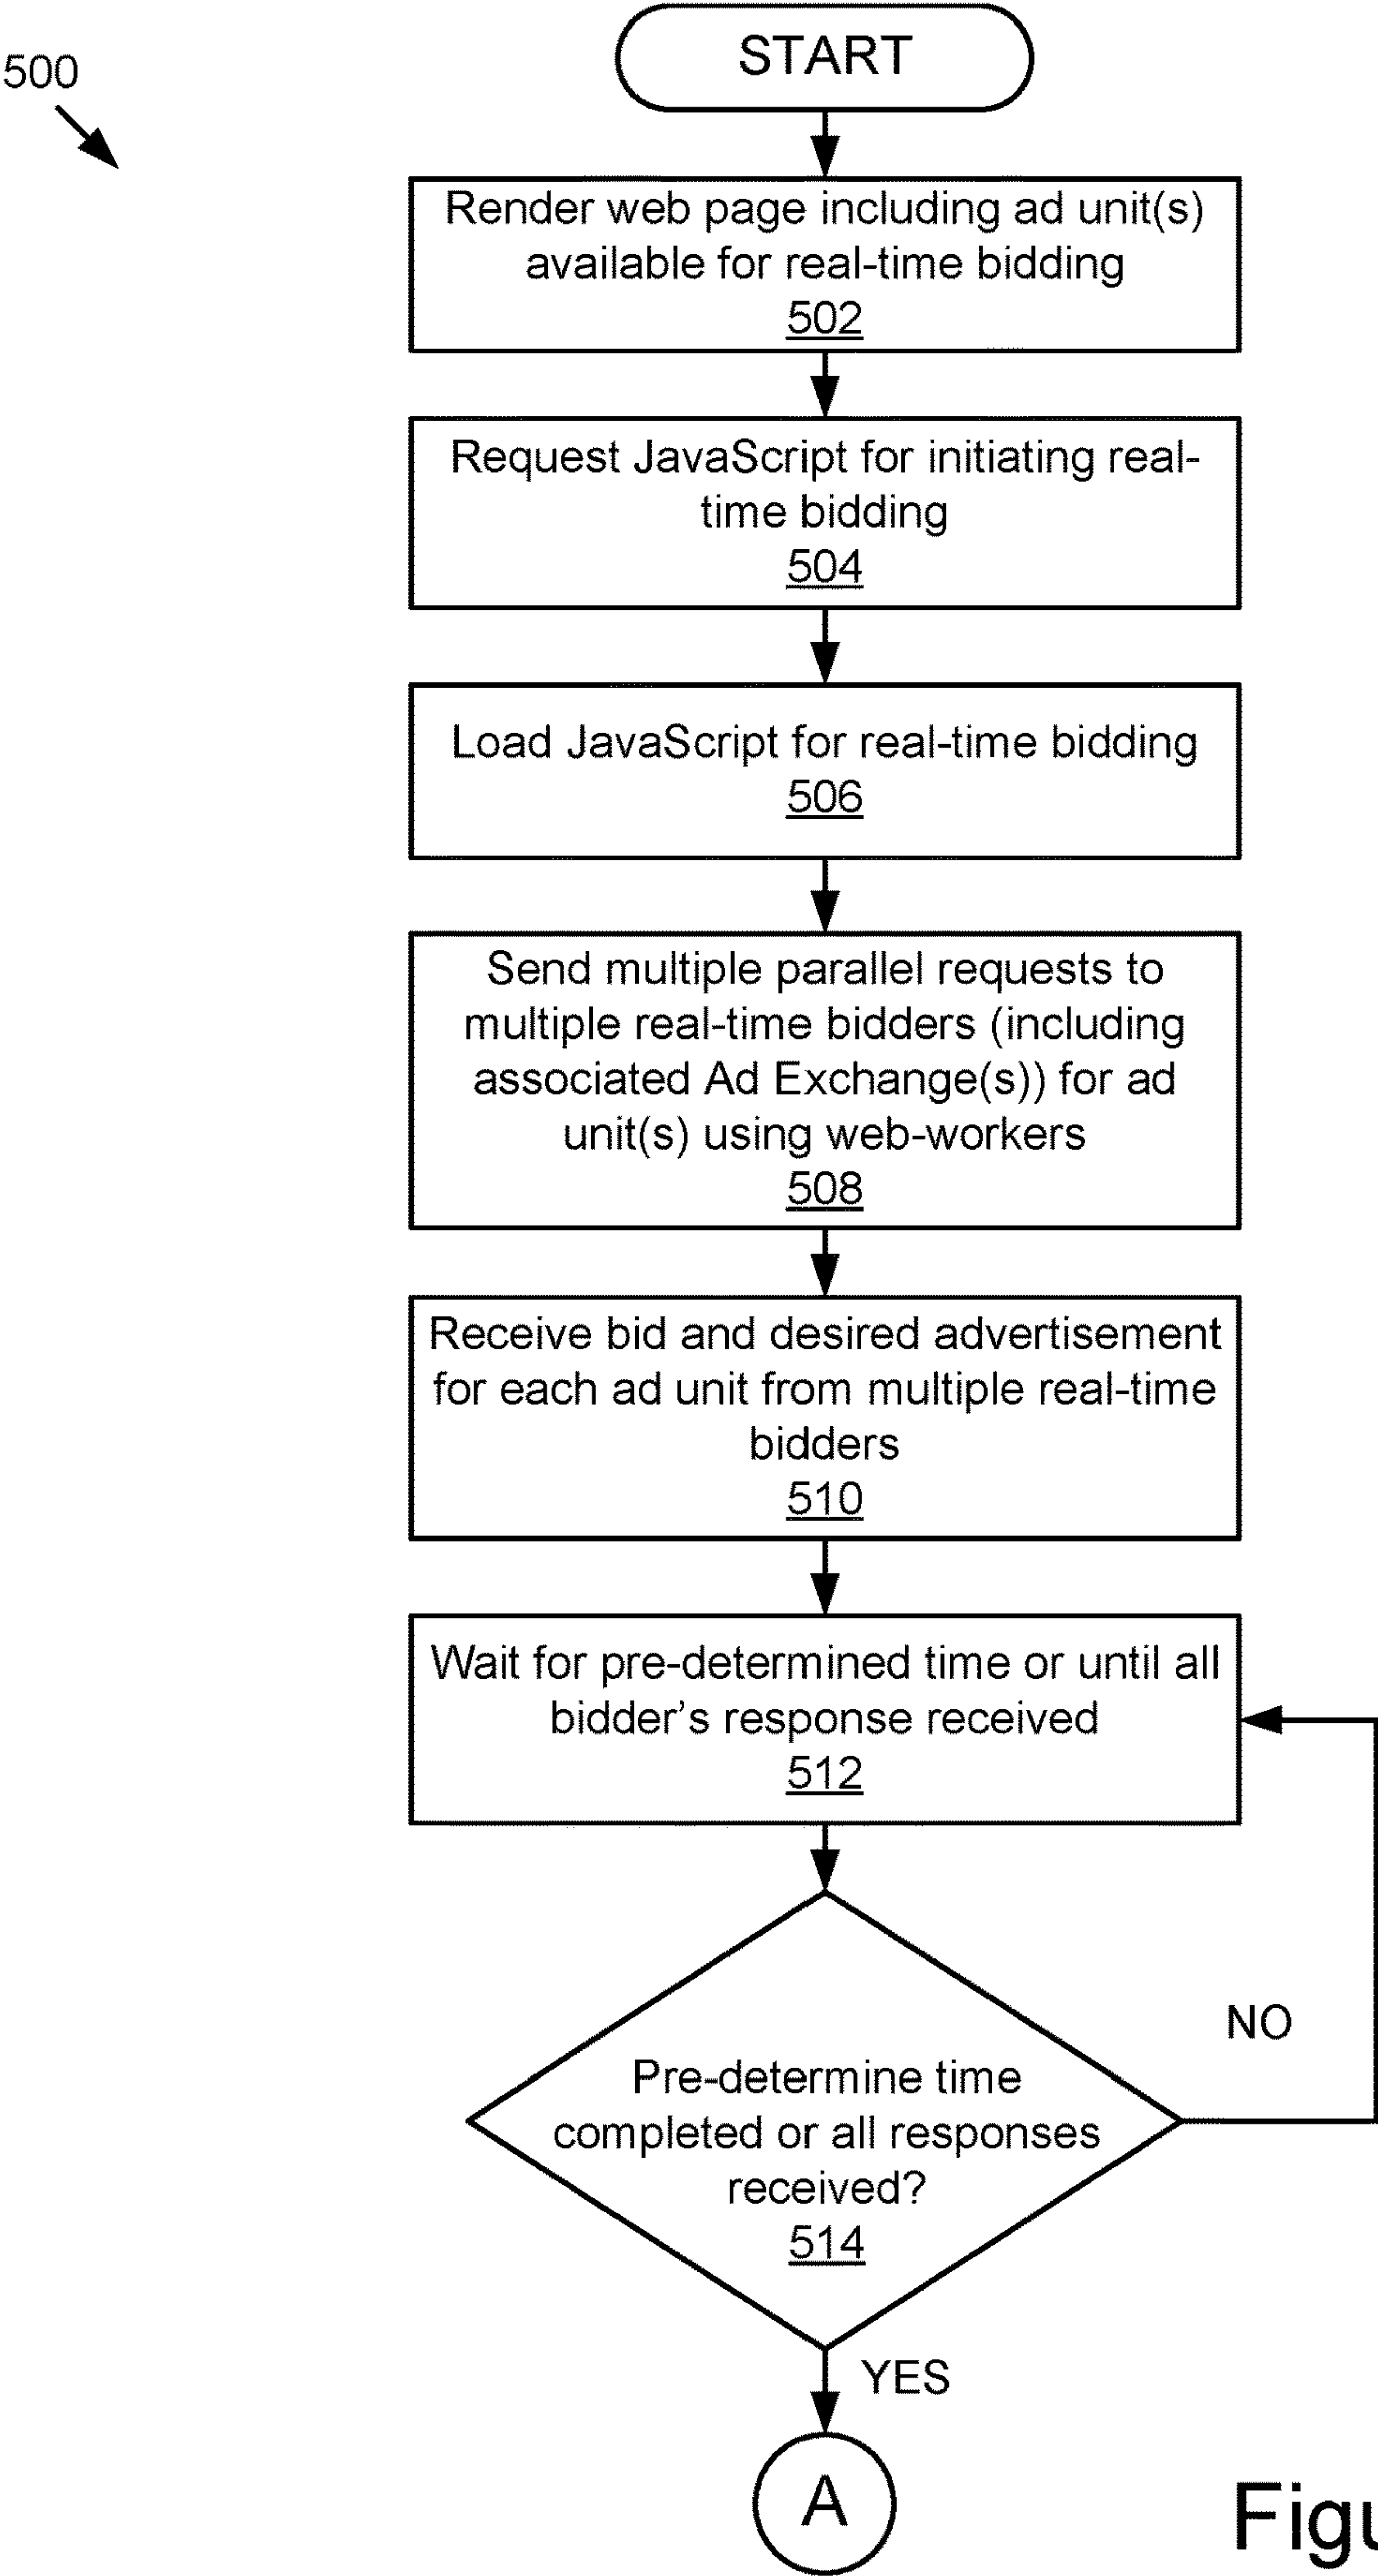 500
START
Render web page including ad unit(s)
available for real-time bidding
502
Request JavaScript for initiating real-
time bidding
504
Load JavaScript for real-time bidding
506
Send multiple parallel requests to
multiple real-time bidders (including
associated Ad Exchange(s)) for ad
unit(s) using web-workers
508
Receive bid and desired advertisement
for each ad unit from multiple real-time
bidders
510
Wait for pre-determined time or until all
bidder’s response received
512
NO
Pre-determine time
completed or all responses
received?
514
YES
A